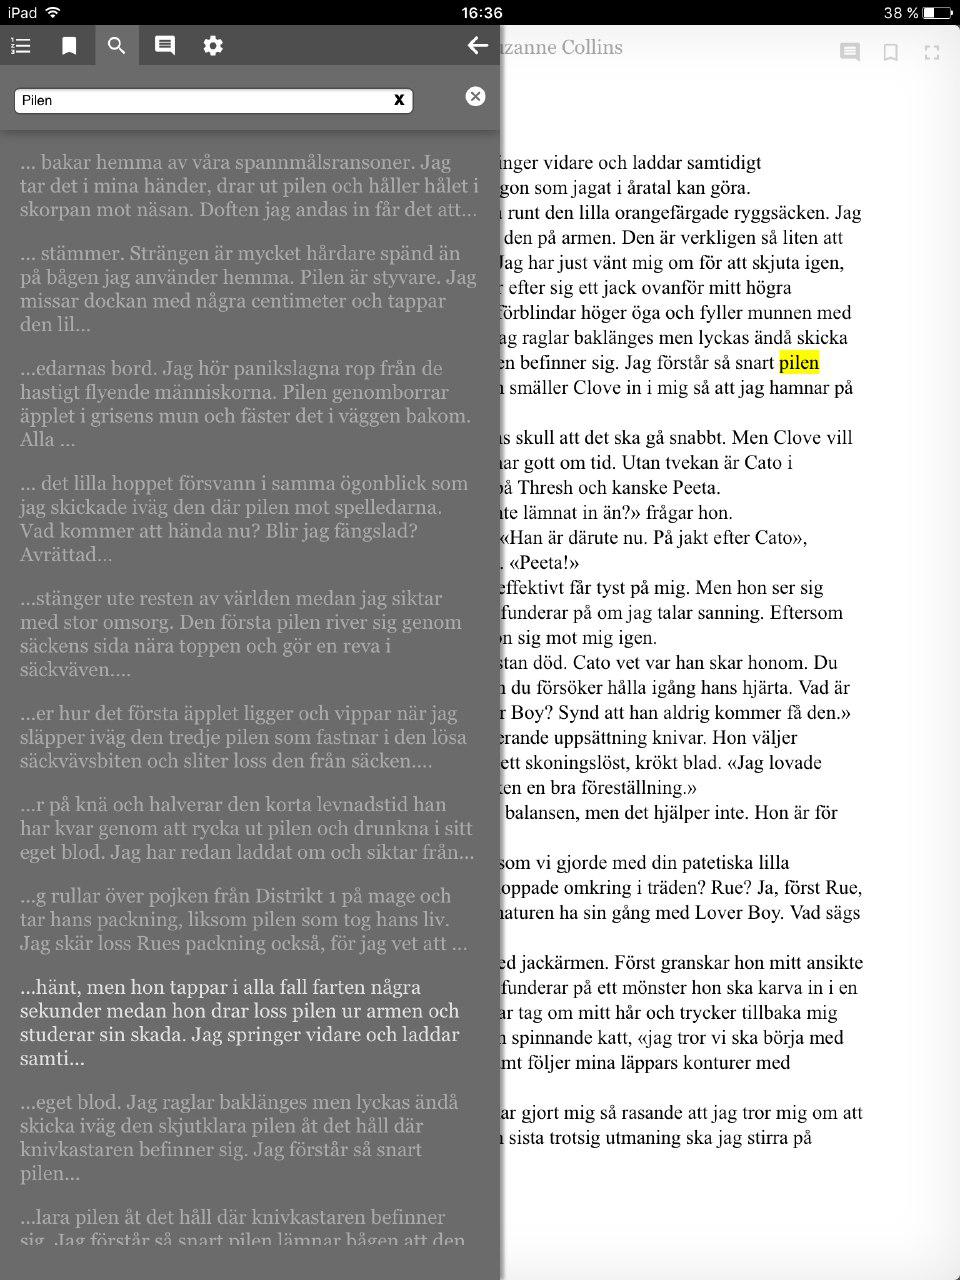 iPad
16:36
38 %
Pilen
X
... bakar hemma av våra spannmålsransoner. Jag
tar det i mina händer, drar ut pilen och håller hålet i
skorpan mot näsan. Doften jag andas in får det att...
... stämmer. Strängen är mycket hårdare spänd än
på bågen jag använder hemma. Pilen är styvare. Jag
missar dockan med några centimeter och tappar
den lil...
...edarnas bord. Jag hör panikslagna rop från de
hastigt flyende människorna. Pilen genomborrar
äpplet i grisens mun och fäster det i väggen bakom.
Alla ...
... det lilla hoppet försvann i samma ögonblick som
jag skickade iväg den där pilen mot spelledarna.
Vad kommer att hända nu? Blir jag fängslad?
Avrättad...
...stänger ute resten av världen medan jag siktar
med stor omsorg. Den första pilen river sig genom
säckens sida nära toppen och gör en reva i
säckväven....
...er hur det första äpplet ligger och vippar när jag
släpper iväg den tredje pilen som fastnar i den lösa
säckvävsbiten och sliter loss den från säcken....
...r på knä och halverar den korta levnadstid han
har kvar genom att rycka ut pilen och drunkna i sitt
eget blod. Jag har redan laddat om och siktar från...
...g rullar över pojken från Distrikt 1 på mage och
tar hans packning, liksom pilen som tog hans liv.
Jag skär loss Rues packning också, för jag vet att ...
...hänt, men hon tappar i alla fall farten några
sekunder medan hon drar loss pilen ur armen och
studerar sin skada. Jag springer vidare och laddar
samti...
...eget blod. Jag raglar baklänges men lyckas ändå
skicka iväg den skjutklara pilen åt det håll där
knivkastaren befinner sig. Jag förstår så snart
pilen...
...lara pilen åt det håll där knivkastaren befinner
sig. Jag förstår så snart pilen lämnar bågen att den
uzanne Collins
inger vidare och laddar samtidigt
gon som jagat i åratal kan göra.
runt den lilla orangefärgade ryggsäcken. Jag
den på armen. Den är verkligen så liten att
Jag har just vänt mig om för att skjuta igen,
efter sig ett jack ovanför mitt högra
förblindar höger öga och fyller munnen med
ag raglar baklänges men lyckas ändå skicka
en befinner sig. Jag förstår så snart pilen
smäller Clove in i mig så att jag hamnar på
s skull att det ska gå snabbt. Men Clove vill
ar gott om tid. Utan tvekan är Cato i
på Thresh och kanske Peeta.
te lämnat in än?» frågar hon.
«Han är därute nu. På jakt efter Cato»,
. «Peeta!»
effektivt får tyst på mig. Men hon ser sig
funderar på om jag talar sanning. Eftersom
n sig mot mig igen.
stan död. Cato vet var han skar honom. Du
du försöker hålla igång hans hjärta. Vad är
r Boy? Synd att han aldrig kommer få den.»
erande uppsättning knivar. Hon väljer
ett skoningslöst, krökt blad. «Jag lovade
en en bra föreställning.»
balansen, men det hjälper inte. Hon är för
som vi gjorde med din patetiska lilla
oppade omkring i träden? Rue? Ja, först Rue,
naturen ha sin gång med Lover Boy. Vad sägs
ed jackärmen. Först granskar hon mitt ansikte
funderar på ett mönster hon ska karva in i en
ar tag om mitt hår och trycker tillbaka mig
spinnande katt, «jag tror vi ska börja med
mt följer mina läppars konturer med
ar gjort mig så rasande att jag tror mig om att
sista trotsig utmaning ska jag stirra på